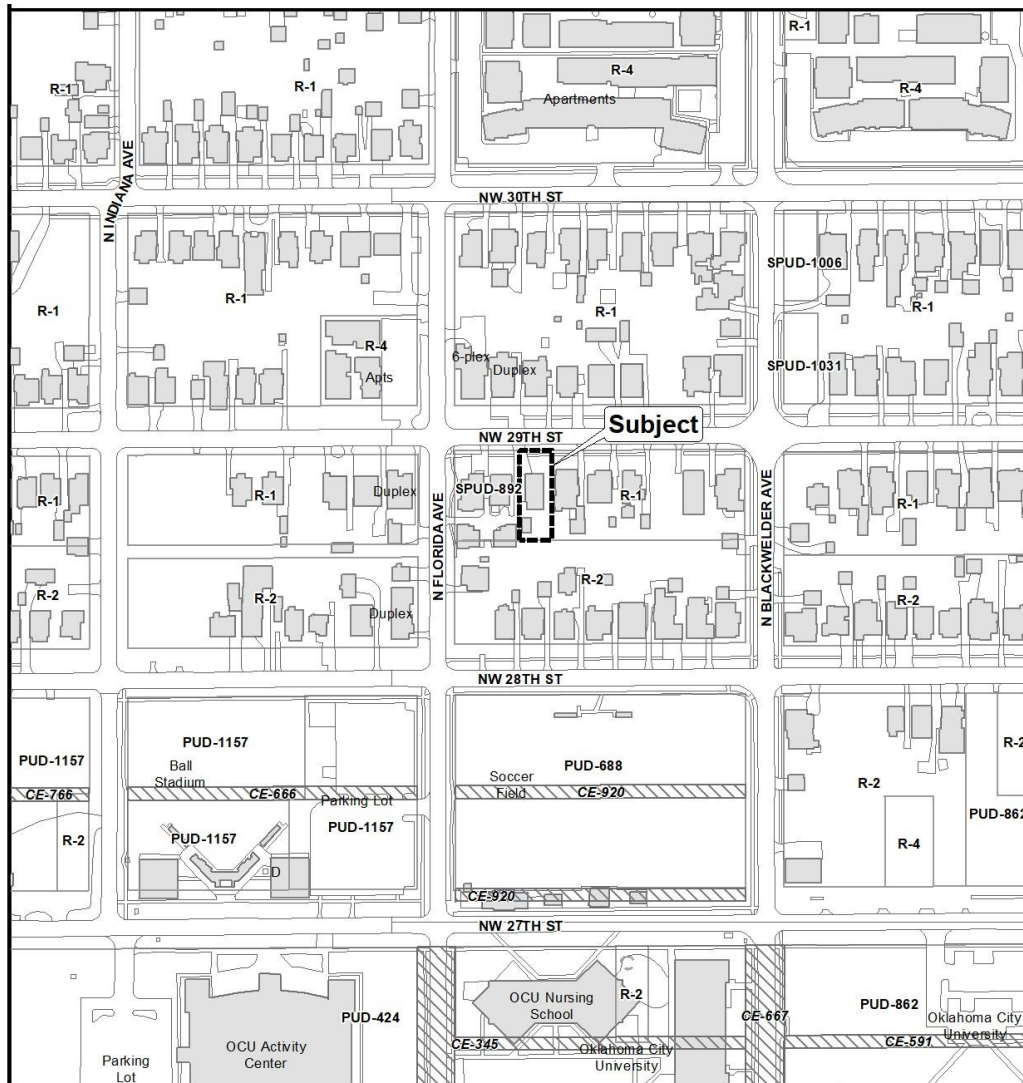 R-1
R-1
R-4
Apartments
R-1
R-4
N INDIANA AVE
NW 30TH ST
R-1
R-1
R-4
Apts
6-plex
Duplex
R-1
SPUD-1006
R-1
SPUD-1031
NW 29TH ST
Subject
R-1
R-1
Duplex
SPUD-892
R-1
R-1
N FLORIDA AVE
N BLACKWELDER AVE
R-2
R-2
Duplex
R-2
R-2
NW 28TH ST
PUD-1157
PUD-1157
Ball
Stadium
CE-766
CE-666
Parking Lot
PUD-1157
PUD-1157
R-2
D
PUD-688
Soccer
Field
CE-920
CE-920
R-2
R-2
R-4
PUD-862
NW 27TH ST
PUD-424
OCU Activity
Center
Parking
Lot
OCU Nursing
School
R-2
CE-345
Oklahoma City
University
CE-667
PUD-862
Oklahoma City
University
CE-591